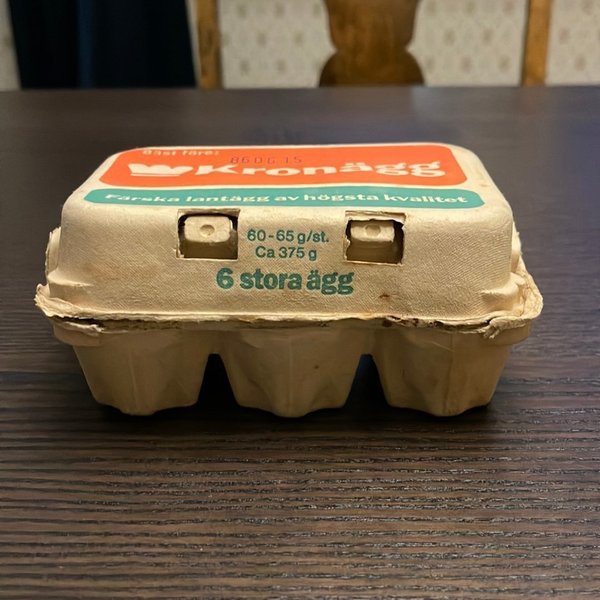 Bäst före:
860615
Kronägg
Färska lantägg av högsta kvalitet
60-65 g/st.
Ca 375 g
6 stora ägg